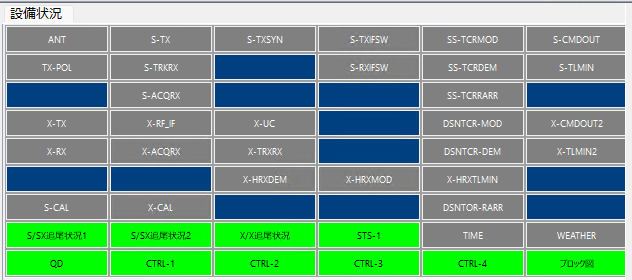 設備状況
ANT S-TX S-TXSYN S-TXIFSW SS-TCRMOD S-CMDOUT
TX-POL S-TRKRX S-RXIFSW SS-TCRDEM S-TLMIN
S-ACQRX SS-TCRRARR
X-TX X-RF_IF X-UC DSNTCR-MOD X-CMDOUT2
X-RX X-ACQRX X-TRXRX DSNTCR-DEM X-TLMIN2
X-HRXDEM X-HRXMOD X-HRXTLMIN
S-CAL X-CAL DSNTOR-RARR
S/SX追尾状況1 S/SX追尾状況2 X/X追尾状況 STS-1 TIME WEATHER
QD CTRL-1 CTRL-2 CTRL-3 CTRL-4 ブロック図